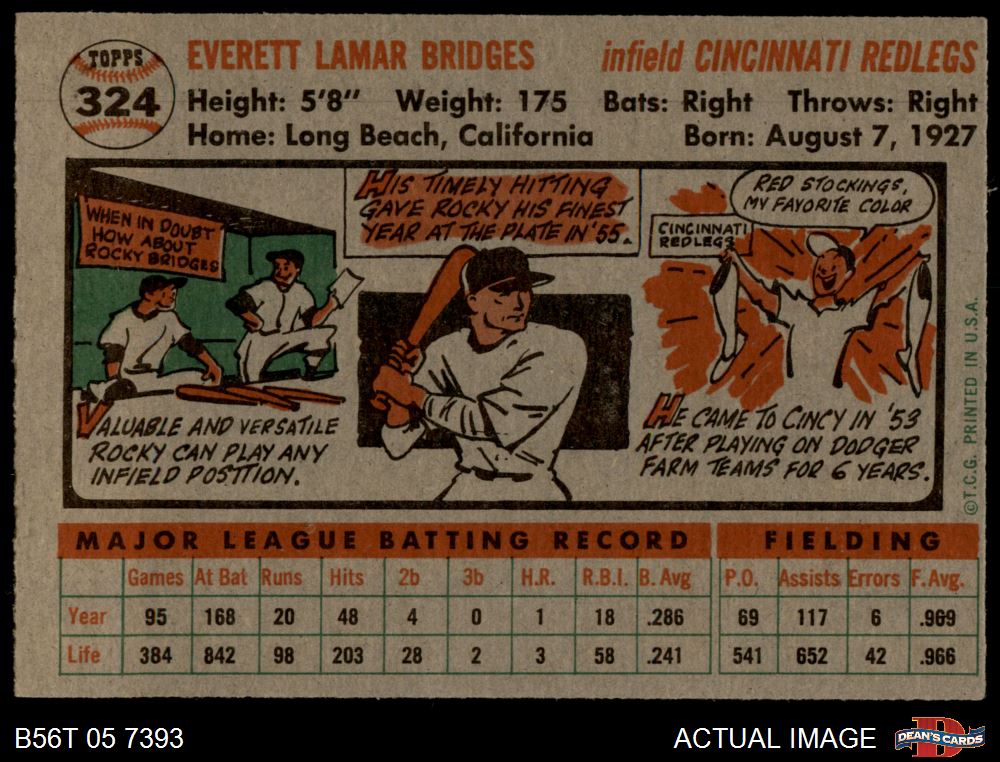 TOPPS
324
EVERETT LAMAR BRIDGES infield CINCINNATI REDLEGS
Height: 5'8" Weight: 175 Bats: Right Throws: Right
Home: Long Beach, California Born: August 7, 1927
WHEN IN DOUBT
HOW ABOUT
ROCKY BRIDGES
VALUABLE AND VERSATILE
ROCKY CAN PLAY ANY
INFIELD POSITION.
HIS TIMELY HITTING
GAVE ROCKY HIS FINEST
YEAR AT THE PLATE IN '55.
RED STOCKINGS,
MY FAVORITE COLOR
CINCINNATI
REDLEGS
HE CAME TO CINCY IN '53
AFTER PLAYING ON DODGER
FARM TEAMS FOR 6 YEARS.
©T.C.G. PRINTED IN U.S.A.
MAJOR LEAGUE BATTING RECORD FIELDING
Games At Bat Runs Hits 2b 3b H.R. R.B.I. B. Avg P.O. Assists Errors F.Avg.
Year 95 168 20 48 4 0 1 18 .286 69 117 6 .969
Life 384 842 98 203 28 2 3 58 .241 541 652 42 .966
B56T 05 7393 ACTUAL IMAGE DEAN'S CARDS